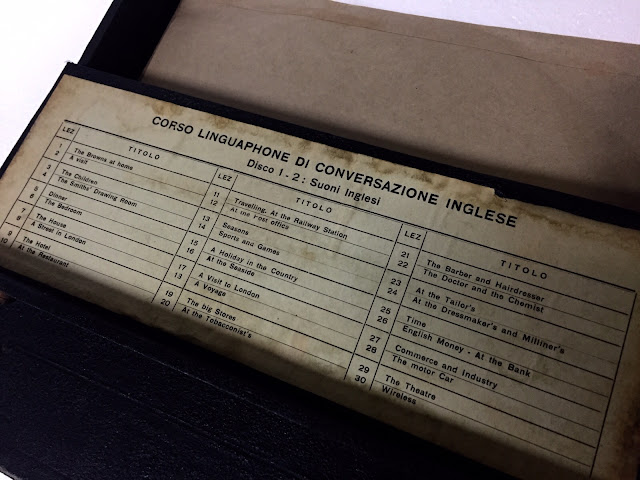 CORSO LINGUAPHONE DI CONVERSAZIONE INGLESE
Disco 1 - 2 : Suoni Inglesi
LEZ TITOLO
1 The Browns at home
2 A visit
3 The Children
4 The Smiths' Drawing Room
5 Dinner
6 The Bedroom
7 The House
8 A Street in London
9 The Hotel
10 At the Restaurant
LEZ TITOLO
11 Travelling. At the Railway Station
12 At the Post office
13 Seasons
14 Sports and Games
15 A Holiday in the Country
16 At the Seaside
17 A Visit to London
18 A Voyage
19 The big Stores
20 At the Tobacconist's
LEZ TITOLO
21 The Barber and Hairdresser
22 The Doctor and the Chemist
23 At the Tailor's
24 At the Dressmaker's and Milliner's
25 Time
26 English Money - At the Bank
27 Commerce and Industry
28 The motor Car
29 The Theatre
30 Wireless